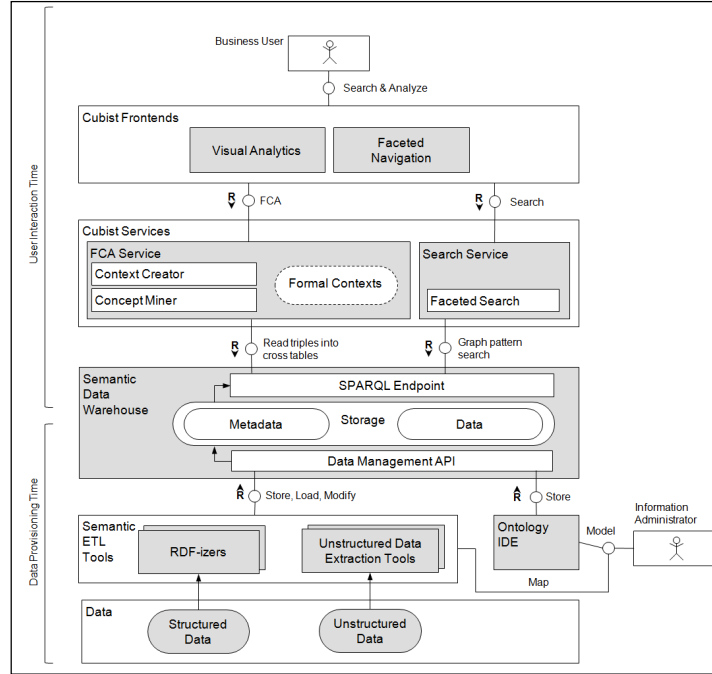 Business User
Search & Analyze
Cubist Frontends
Visual Analytics
Faceted
Navigation
R
FCA
R
Search
User Interaction Time
Cubist Services
FCA Service
Context Creator
Concept Miner
Formal Contexts
Search Service
Faceted Search
R
Read triples into
cross tables
R
Graph pattern
search
Semantic
Data
Warehouse
SPARQL Endpoint
Metadata
Storage
Data
Data Management API
R
Store, Load, Modify
R
Store
Data Provisioning Time
Semantic
ETL
Tools
RDF-izers
Unstructured Data
Extraction Tools
Ontology
IDE
Model
Information
Administrator
Map
Data
Structured
Data
Unstructured
Data